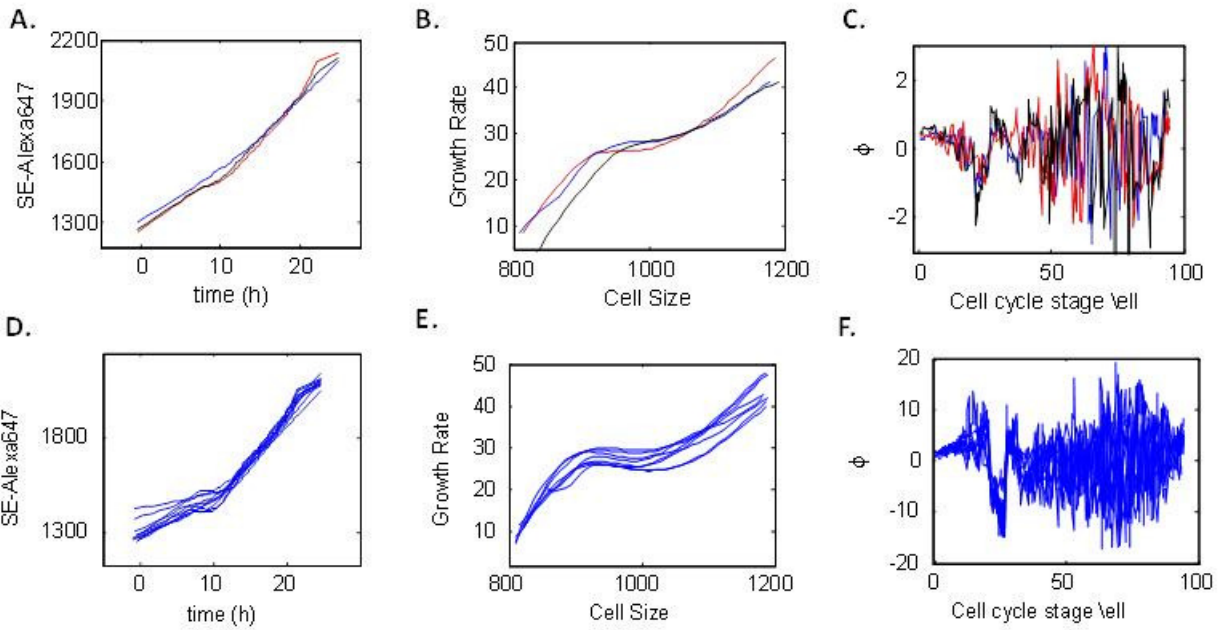 A.
SE-Alexa647
2200
1900
1600
1300
0 10 20
time (h)
B.
Growth Rate
50
40
30
20
10
800 1000 1200
Cell Size
C.
ϕ
2
0
-2
0 50 100
Cell cycle stage \ell
D.
SE-Alexa647
1800
1300
0 10 20
time (h)
E.
Growth Rate
50
40
30
20
10
800 1000 1200
Cell Size
F.
ϕ
20
10
0
-10
-20
0 50 100
Cell cycle stage \ell